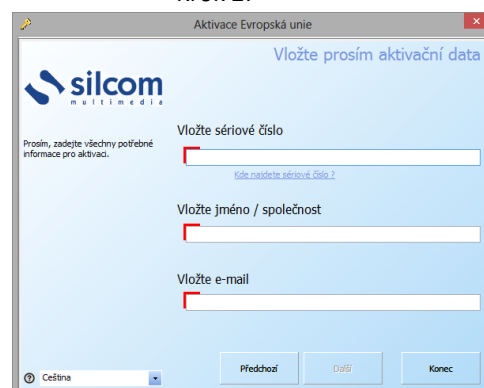 Aktivace Evropská unie
Vložte prosím aktivační data
silcom
multimedia
Prosím, zadejte všechny potřebné
informace pro aktivaci.
Vložte sériové číslo
Kde najdete sériové číslo ?
Vložte jméno / společnost
Vložte e-mail
Čeština
Předchozí
Další
Konec